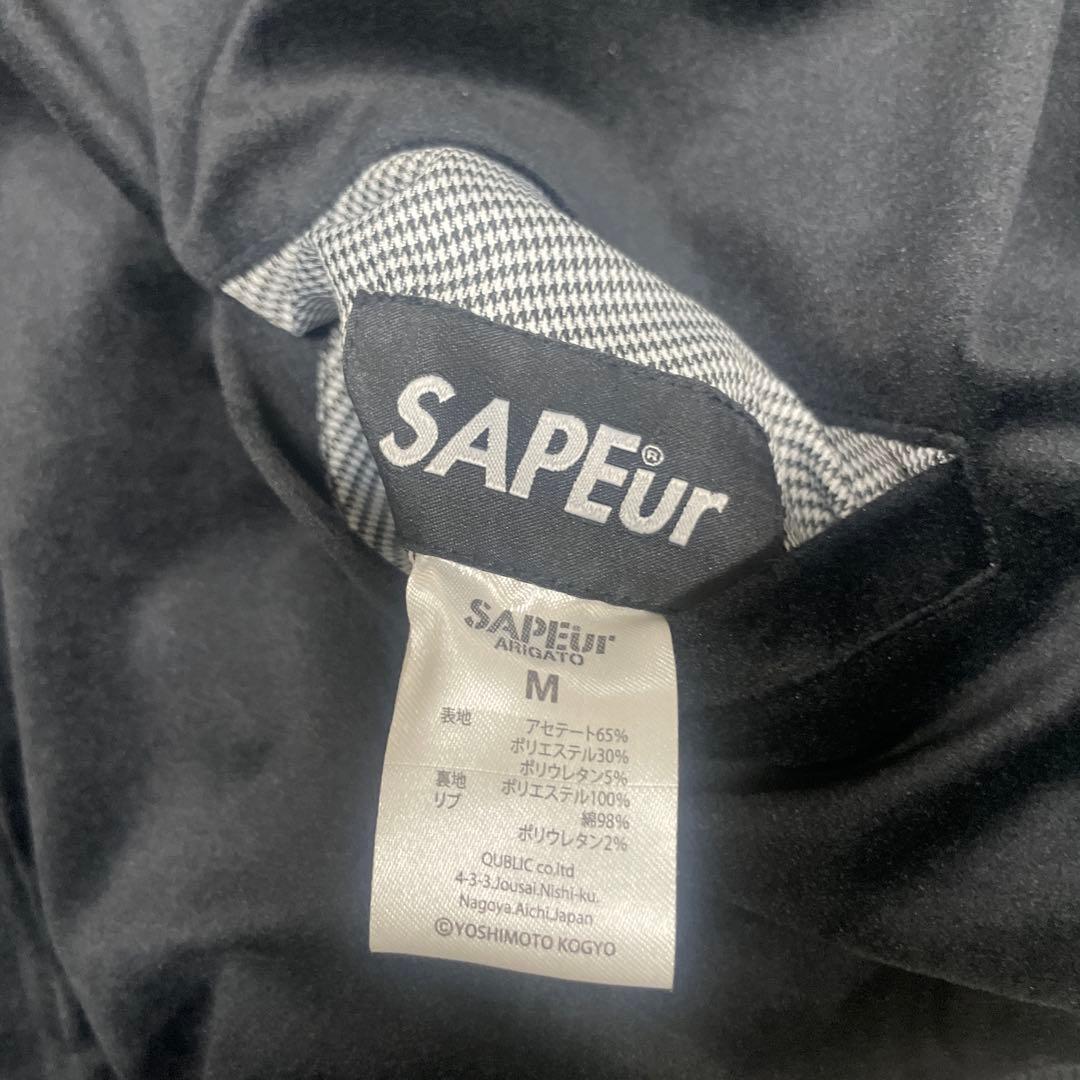 SAPEur®
SAPEur
ARIGATO
M
表地 アセテート65%
ポリエステル30%
ポリウレタン5%
裏地 ポリエステル100%
リブ 綿98%
ポリウレタン2%
QUBLIC co.ltd
4-3-3.Jousai.Nishi-ku.
Nagoya.Aichi.Japan
©YOSHIMOTO KOGYO